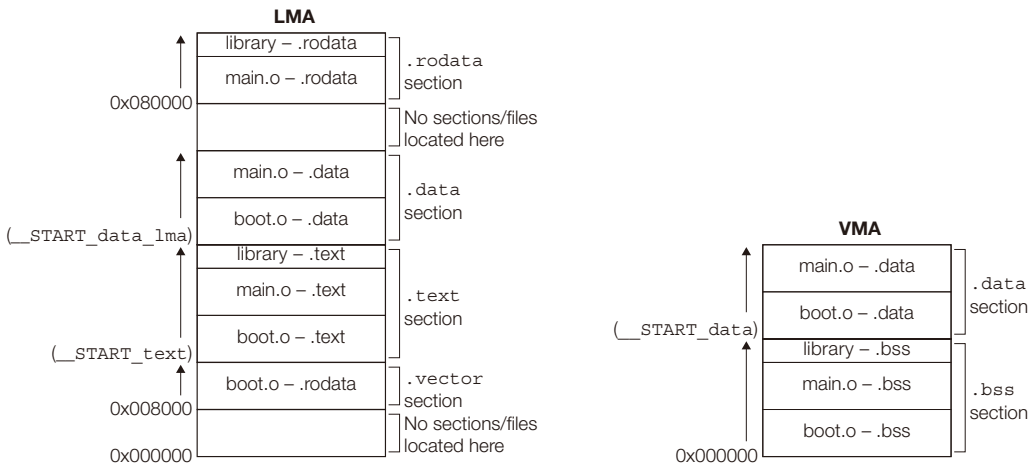 LMA
library – .rodata
main.o – .rodata
.rodata
section
0x080000
No sections/files
located here
main.o – .data
boot.o – .data
.data
section
(__START_data_lma)
library – .text
main.o – .text
boot.o – .text
.text
section
(__START_text)
boot.o – .rodata
.vector
section
0x008000
No sections/files
located here
0x000000
VMA
main.o – .data
boot.o – .data
.data
section
(__START_data)
library – .bss
main.o – .bss
boot.o – .bss
.bss
section
0x000000